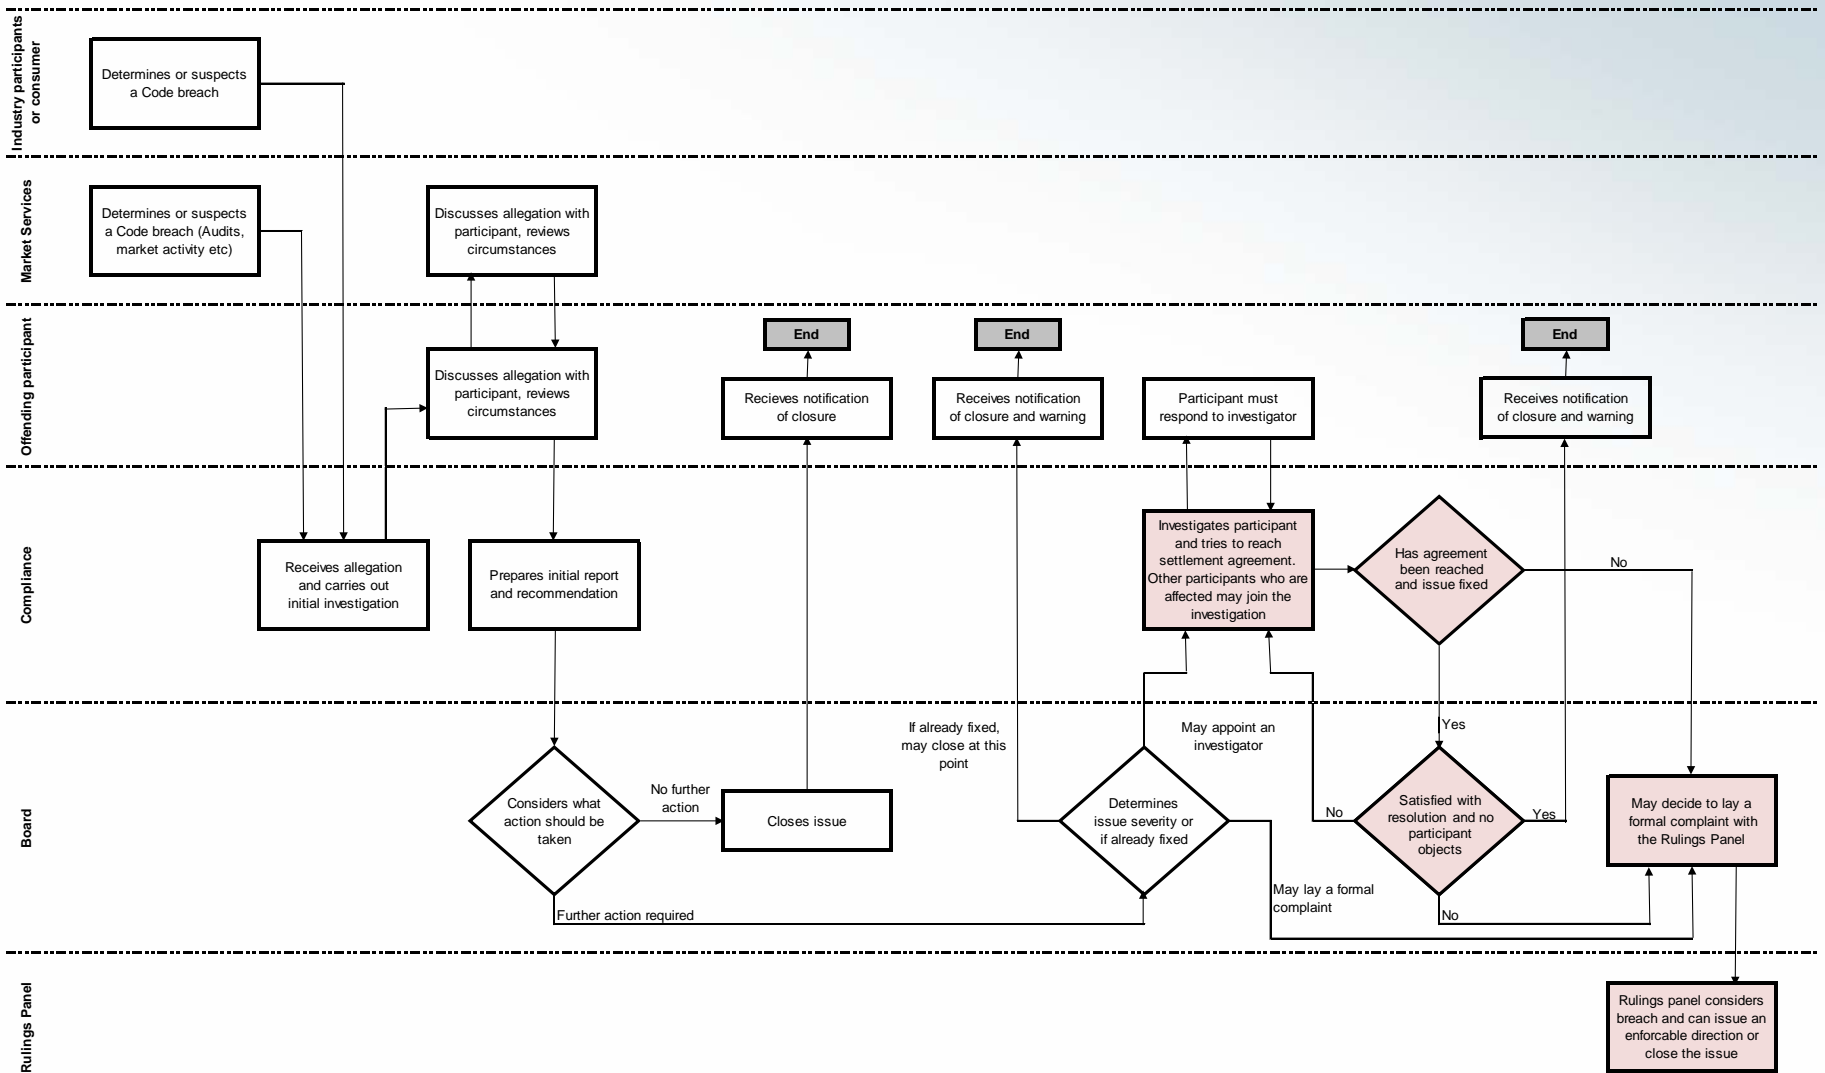 Industry participants
or consumer
Determines or suspects
a Code breach
Market Services
Determines or suspects
a Code breach (Audits,
market activity etc)
Discusses allegation with
participant, reviews
circumstances
Offending participant
Discusses allegation with
participant, reviews
circumstances
End
Recieves notification
of closure
End
Receives notification
of closure and warning
Participant must
respond to investigator
End
Receives notification
of closure and warning
Compliance
Receives allegation
and carries out
initial investigation
Prepares initial report
and recommendation
Investigates participant
and tries to reach
settlement agreement.
Other participants who are
affected may join the
investigation
Has agreement
been reached
and issue fixed
No
Yes
Board
Considers what
action should be
taken
No further
action
Closes issue
Further action required
If already fixed,
may close at this
point
Determines
issue severity or
if already fixed
May appoint an
investigator
May lay a formal
complaint
No
Satisfied with
resolution and no
participant
objects
Yes
No
May decide to lay a
formal complaint with
the Rulings Panel
Rulings Panel
Rulings panel considers
breach and can issue an
enforcable direction or
close the issue